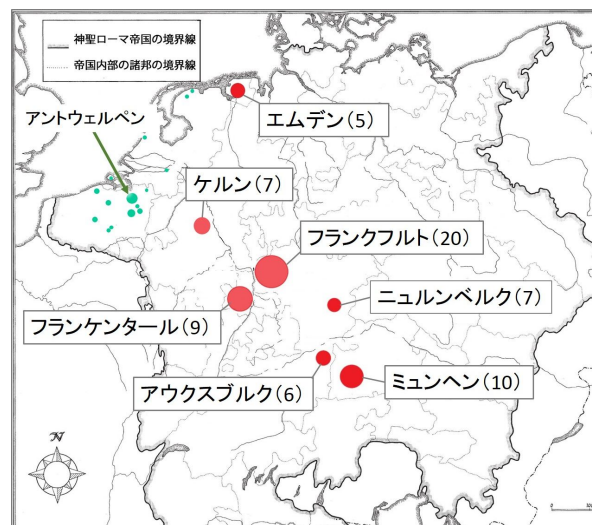 神聖ローマ帝国の境界線
帝国内部の諸邦の境界線
アントウェルペン
エムデン(5)
ケルン(7)
フランクフルト(20)
ニュルンベルク(7)
フランケンタール(9)
アウクスブルク(6)
ミュンヘン(10)
N
0